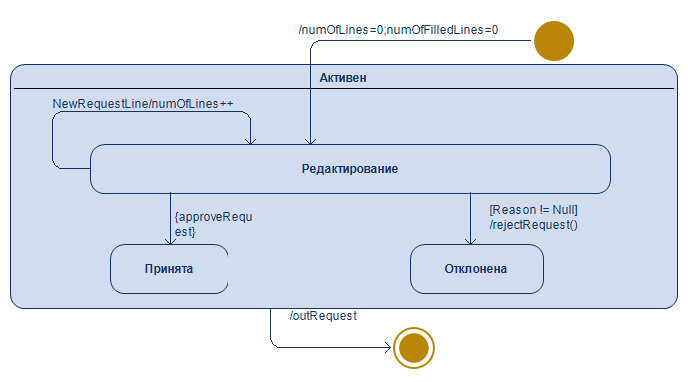 /numOfLines=0;numOfFilledLines=0
Активен
NewRequestLine/numOfLines++
Редактирование
{approveRequ
est}
[Reason != Null]
/rejectRequest()
Принята
Отклонена
/outRequest